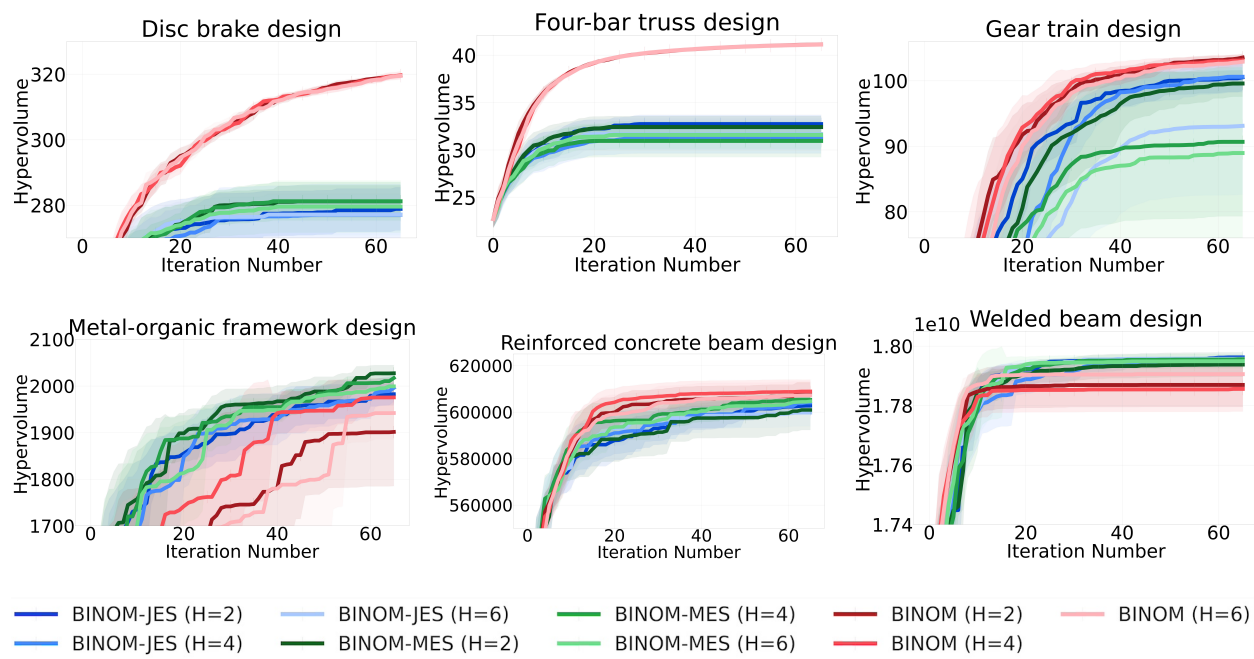 Disc brake design
Hypervolume
320
300
280
0 20 40 60
Iteration Number
Four-bar truss design
Hypervolume
40
35
30
25
0 20 40 60
Iteration Number
Gear train design
Hypervolume
100
90
80
0 20 40 60
Iteration Number
Metal-organic framework design
Hypervolume
2100
2000
1900
1800
1700
0 20 40 60
Iteration Number
Reinforced concrete beam design
Hypervolume
620000
600000
580000
560000
0 20 40 60
Iteration Number
1e10 Welded beam design
Hypervolume
1.80
1.78
1.76
1.74
0 20 40 60
Iteration Number
BINOM-JES (H=2) BINOM-JES (H=6) BINOM-MES (H=4) BINOM (H=2) BINOM (H=6)
BINOM-JES (H=4) BINOM-MES (H=2) BINOM-MES (H=6) BINOM (H=4)